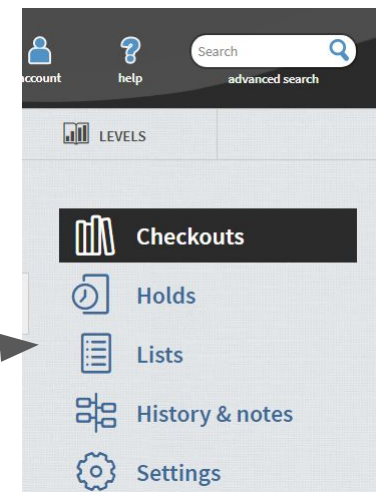 ccount help Search
advanced search
LEVELS
Checkouts
Holds
Lists
History & notes
Settings